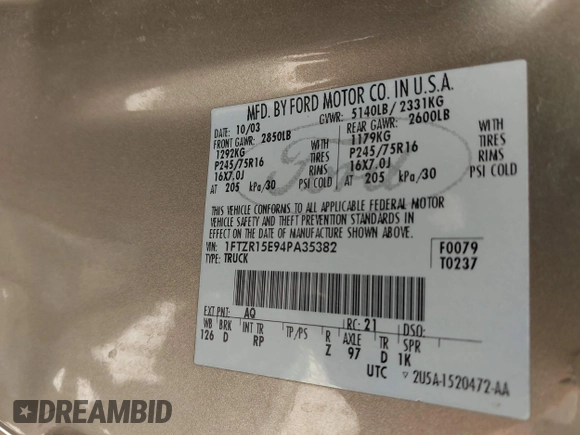 MFD. BY FORD MOTOR CO. IN U.S.A.
DATE: 10/03 GVWR: 5140LB/ 2331KG
FRONT GAWR: 2850LB REAR GAWR: 2600LB
1292KG WITH 1179KG WITH
P245/75R16 TIRES P245/75R16 TIRES
16X7.0J RIMS 16X7.0J RIMS
AT 205 kPa/30 PSI COLD AT 205 kPa/30 PSI COLD
Ford
THIS VEHICLE CONFORMS TO ALL APPLICABLE FEDERAL MOTOR
VEHICLE SAFETY AND THEFT PREVENTION STANDARDS IN
EFFECT ON THE DATE OF MANUFACTURE SHOWN ABOVE.
VIN: 1FTZR15E94PA35382 F0079
TYPE: TRUCK T0237
EXT PNT: AQ RC: 21 DSO:
WB BRK INT TR TP/PS R AXLE TR SPR
126 D RP Z 97 D 1K
UTC ▽ 2U5A-1520472-AA
DREAMBID